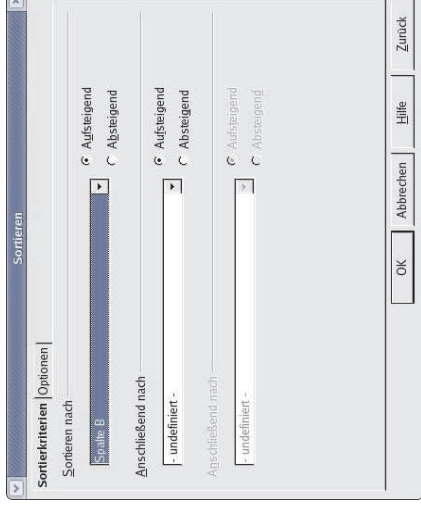 Sortieren
Sortierkriterien Optionen
Sortieren nach
Spalte B
Aufsteigend
Absteigend
Anschließend nach
- undefiniert -
Aufsteigend
Absteigend
Anschließend nach
- undefiniert -
Aufsteigend
Absteigend
OK Abbrechen Hilfe Zurück